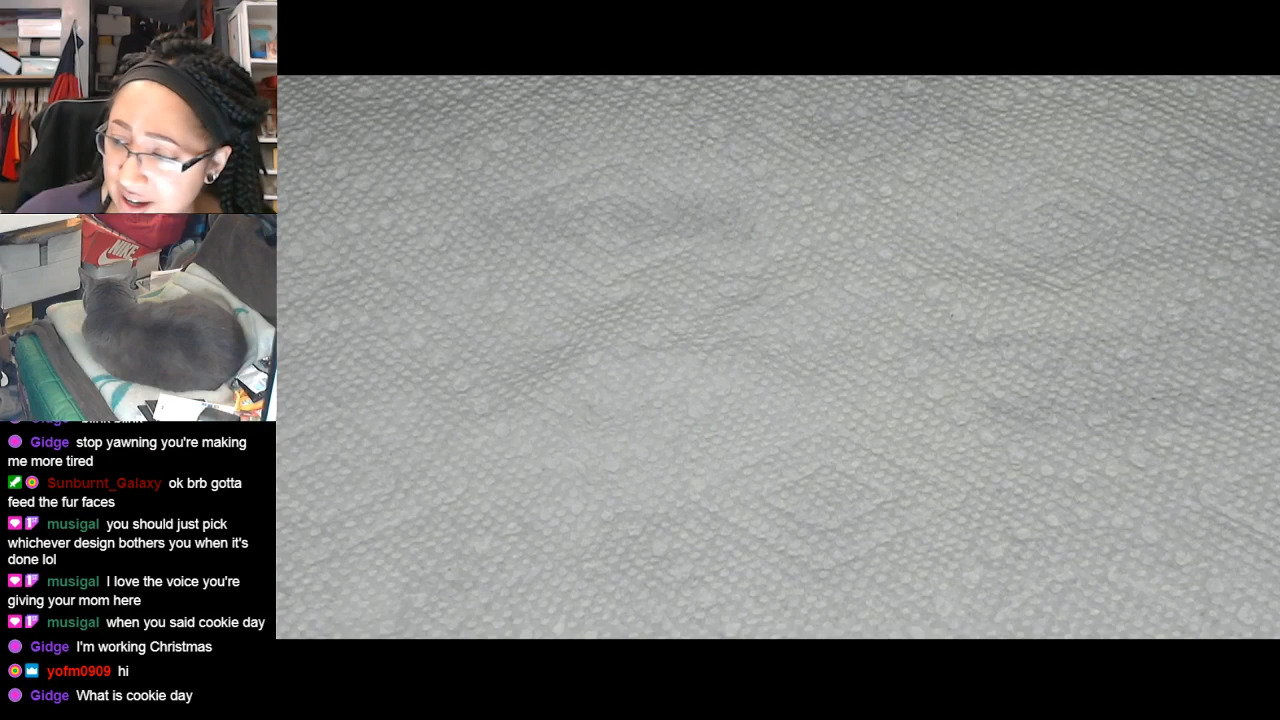 NIKE
Gidge stop yawning you're making
me more tired
Sunburnt_Galaxy ok brb gotta
feed the fur faces
musigal you should just pick
whichever design bothers you when it's
done lol
musigal I love the voice you're
giving your mom here
musigal when you said cookie day
Gidge I'm working Christmas
yofm0909 hi
Gidge What is cookie day